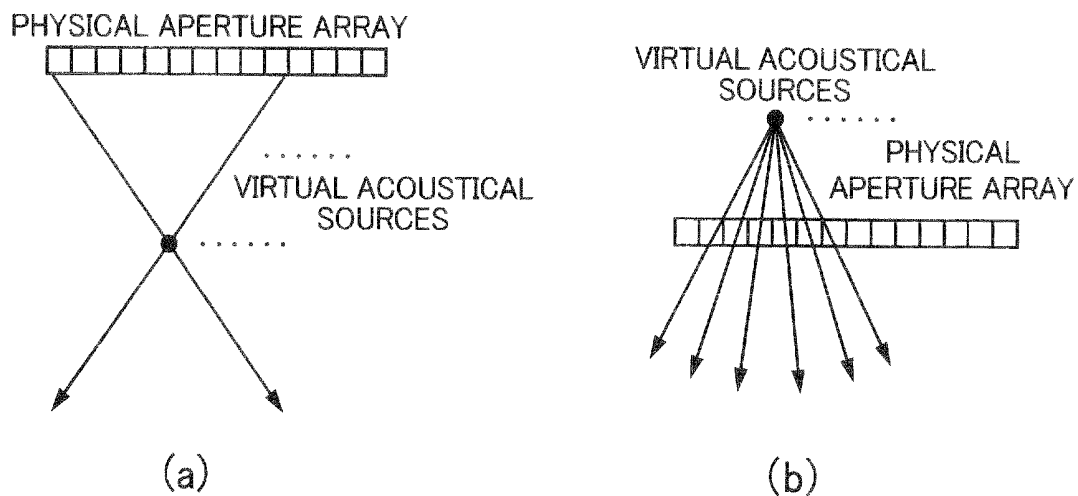 PHYSICAL APERTURE ARRAY
VIRTUAL ACOUSTICAL
SOURCES
(a)
VIRTUAL ACOUSTICAL
SOURCES
PHYSICAL
APERTURE ARRAY
(b)